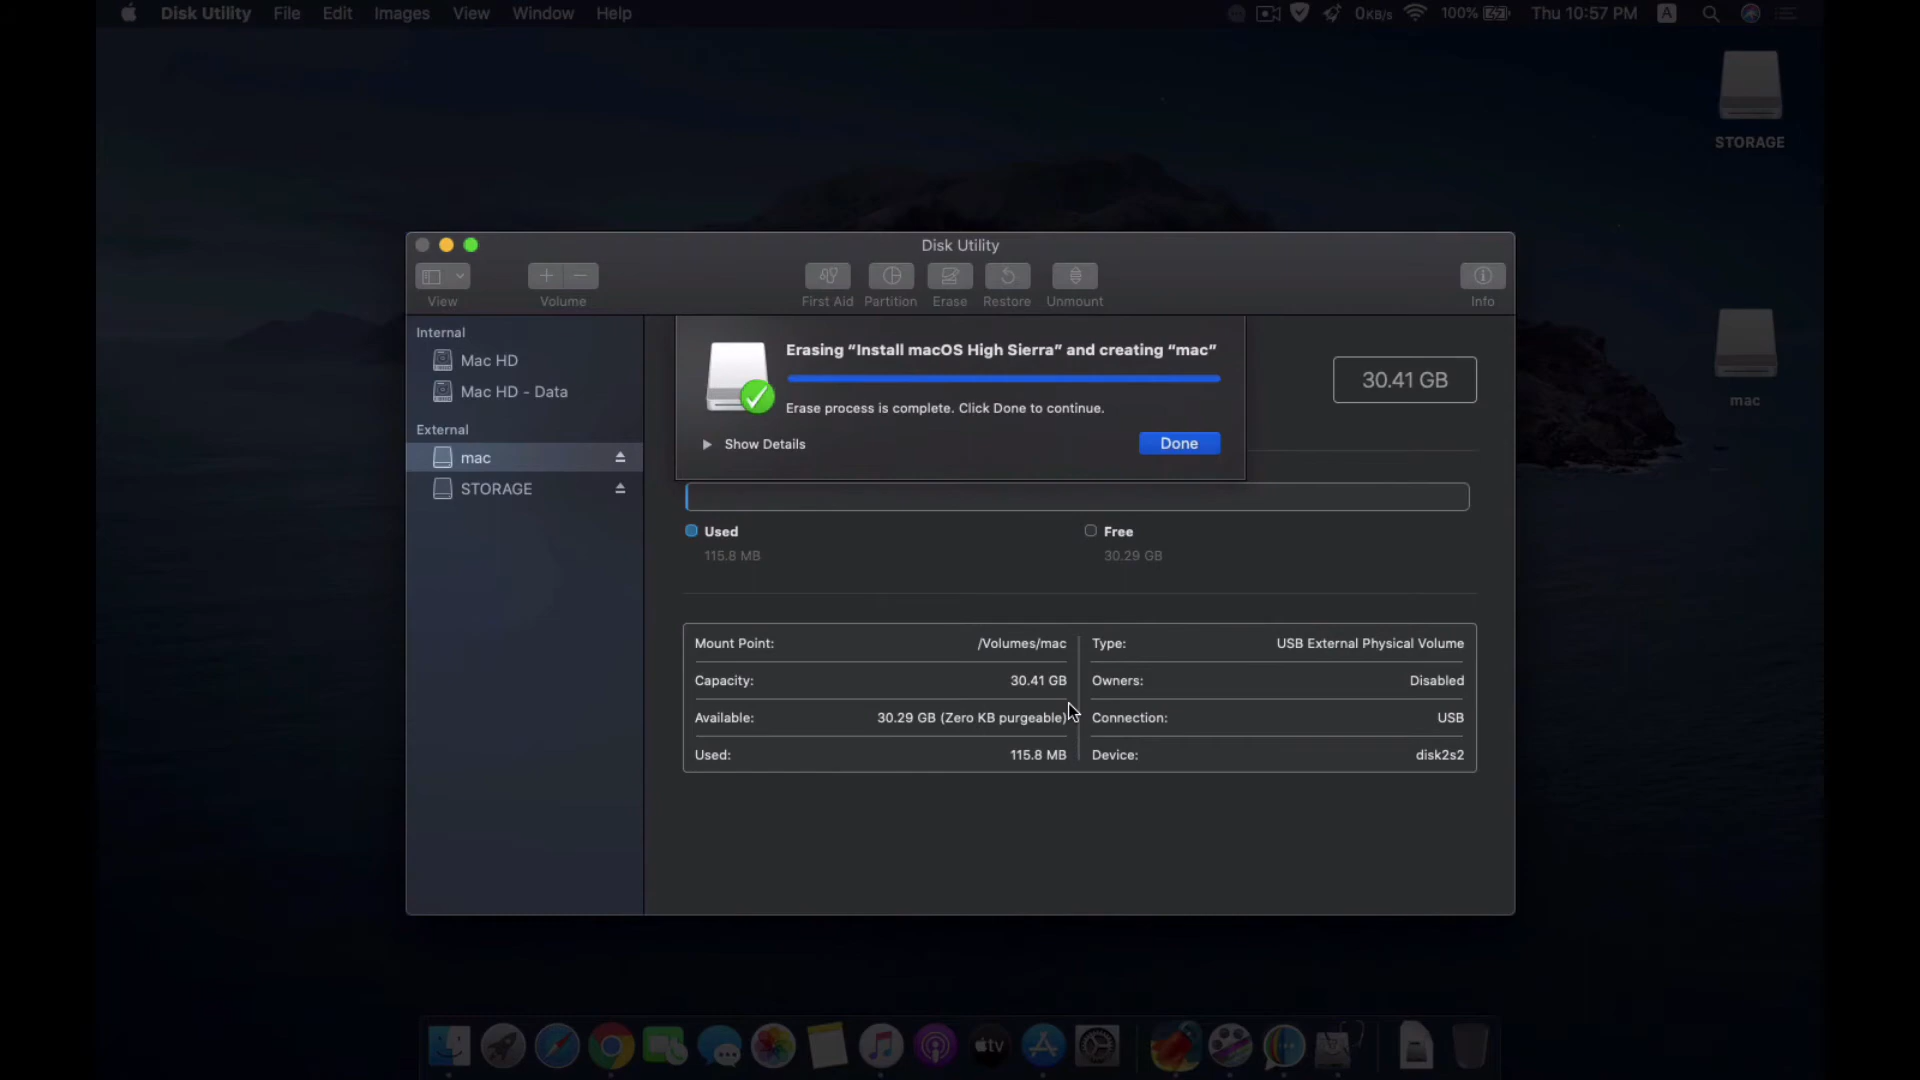 Disk Utility File Edit Images View Window Help
0KB/s 100% Thu 10:57 PM A
STORAGE
mac
Disk Utility
View Volume First Aid Partition Erase Restore Unmount Info
Internal
Mac HD
Mac HD - Data
External
mac
STORAGE
Erasing “Install macOS High Sierra” and creating “mac”
Erase process is complete. Click Done to continue.
Show Details
Done
30.41 GB
Used
115.8 MB
Free
30.29 GB
Mount Point: /Volumes/mac
Capacity: 30.41 GB
Available: 30.29 GB (Zero KB purgeable)
Used: 115.8 MB
Type: USB External Physical Volume
Owners: Disabled
Connection: USB
Device: disk2s2
tv